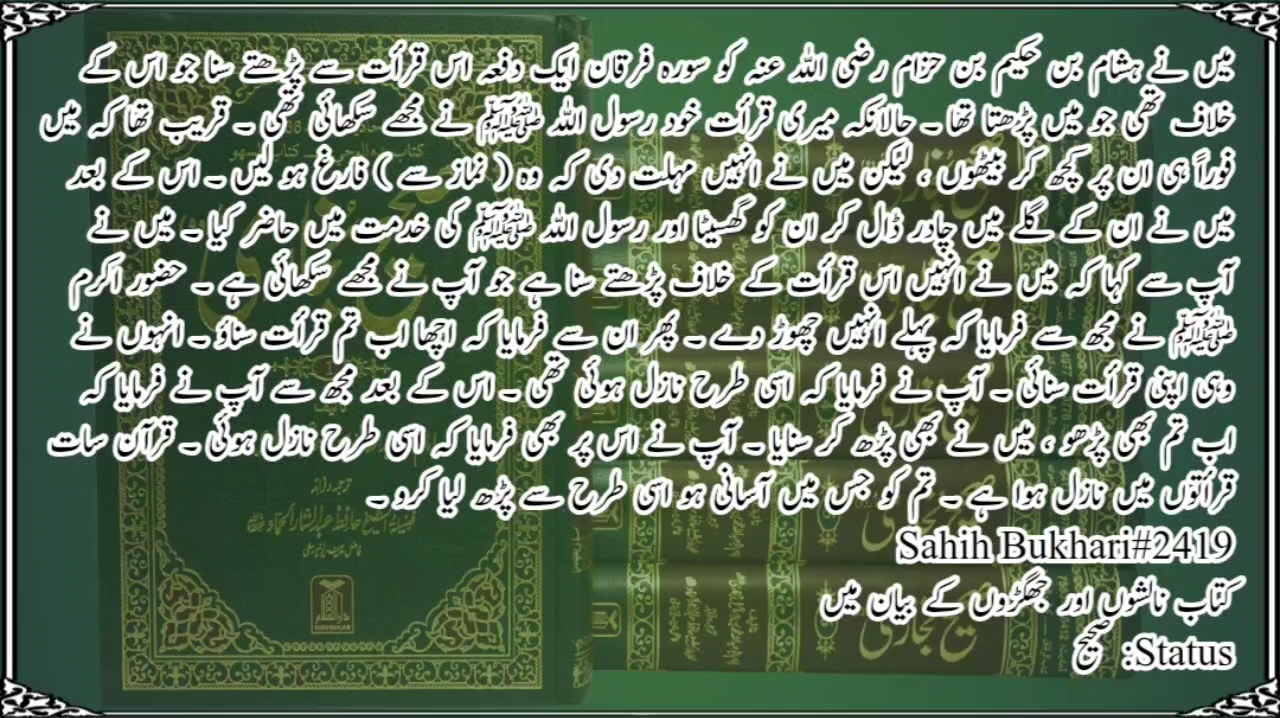 میں نے ہشام بن حکیم بن حزام رضی اللہ عنہ کو سورہ فرقان ایک دفعہ اس قرأت سے پڑھتے سنا جو اس کے
خلاف تھی جو میں پڑھتا تھا ۔ حالانکہ میری قرأت خود رسول اللہ ﷺ نے مجھے سکھائی تھی ۔ قریب تھا کہ میں
فوراً ہی ان پر کچھ کر بیٹھوں ، لیکن میں نے انہیں مہلت دی کہ وہ ( نماز سے ) فارغ ہو لیں ۔ اس کے بعد
میں نے ان کے گلے میں چادر ڈال کر ان کو گھسیٹا اور رسول اللہ ﷺ کی خدمت میں حاضر کیا ۔ میں نے
آپ سے کہا کہ میں نے انہیں اس قرأت کے خلاف پڑھتے سنا ہے جو آپ نے مجھے سکھائی ہے ۔ حضور اکرم
ﷺ نے مجھ سے فرمایا کہ پہلے انہیں چھوڑ دے ۔ پھر ان سے فرمایا کہ اچھا اب تم قرأت سناؤ ۔ انہوں نے
وہی اپنی قرأت سنائی ۔ آپ نے فرمایا کہ اسی طرح نازل ہوئی تھی ۔ اس کے بعد مجھ سے آپ نے فرمایا کہ
اب تم بھی پڑھو ، میں نے بھی پڑھ کر سنایا ۔ آپ نے اس پر بھی فرمایا کہ اسی طرح نازل ہوئی ۔ قرآن سات
قرأتوں میں نازل ہوا ہے ۔ تم کو جس میں آسانی ہو اسی طرح سے پڑھ لیا کرو ۔
Sahih Bukhari#2419
کتاب نالشوں اور جھگڑوں کے بیان میں
Status: صحیح